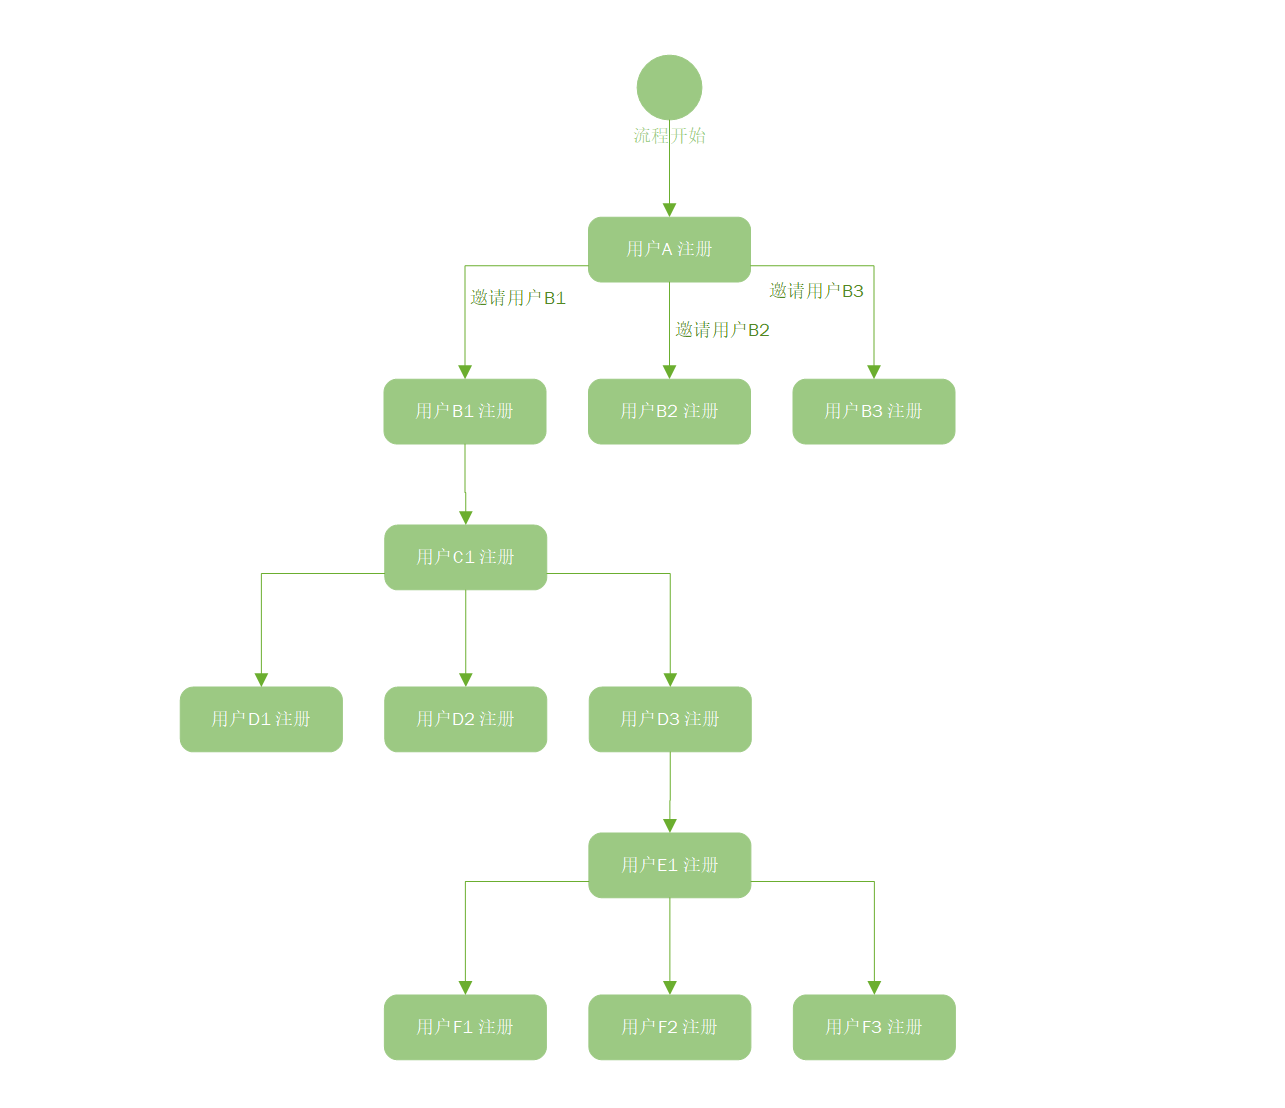 流程开始
用户A 注册
邀请用户B1
邀请用户B3
邀请用户B2
用户B1 注册
用户B2 注册
用户B3 注册
用户C1 注册
用户D1 注册
用户D2 注册
用户D3 注册
用户E1 注册
用户F1 注册
用户F2 注册
用户F3 注册